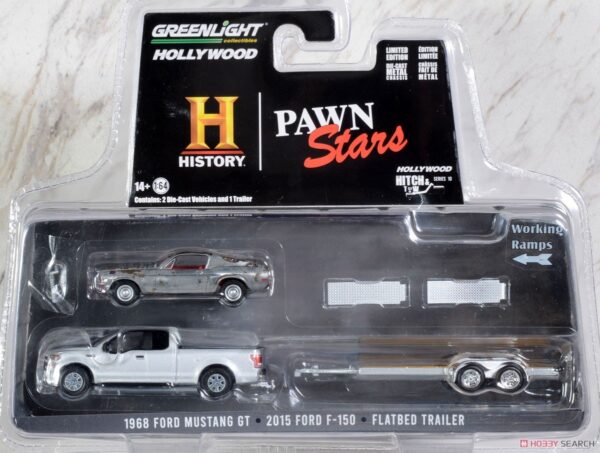 GREENLIGHT
collectibles
HOLLYWOOD
LIMITED
EDITION
DIE-CAST
METAL
CHASSIS
ÉDITION
LIMITÉE
CHÂSSIS
FAIT DE
MÉTAL
H
HISTORY.
PAWN
Stars
HOLLYWOOD
HITCH &
TOW
SERIES 10
14+ 1:64
Contains: 2 Die-Cast Vehicles and 1 Trailer
Working
Ramps
1968 FORD MUSTANG GT • 2015 FORD F-150 • FLATBED TRAILER
© HOBBY SEARCH